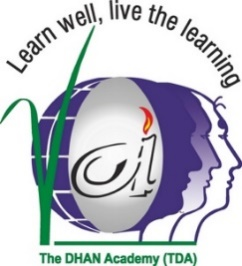 Learn well, live the learning
The DHAN Academy (TDA)